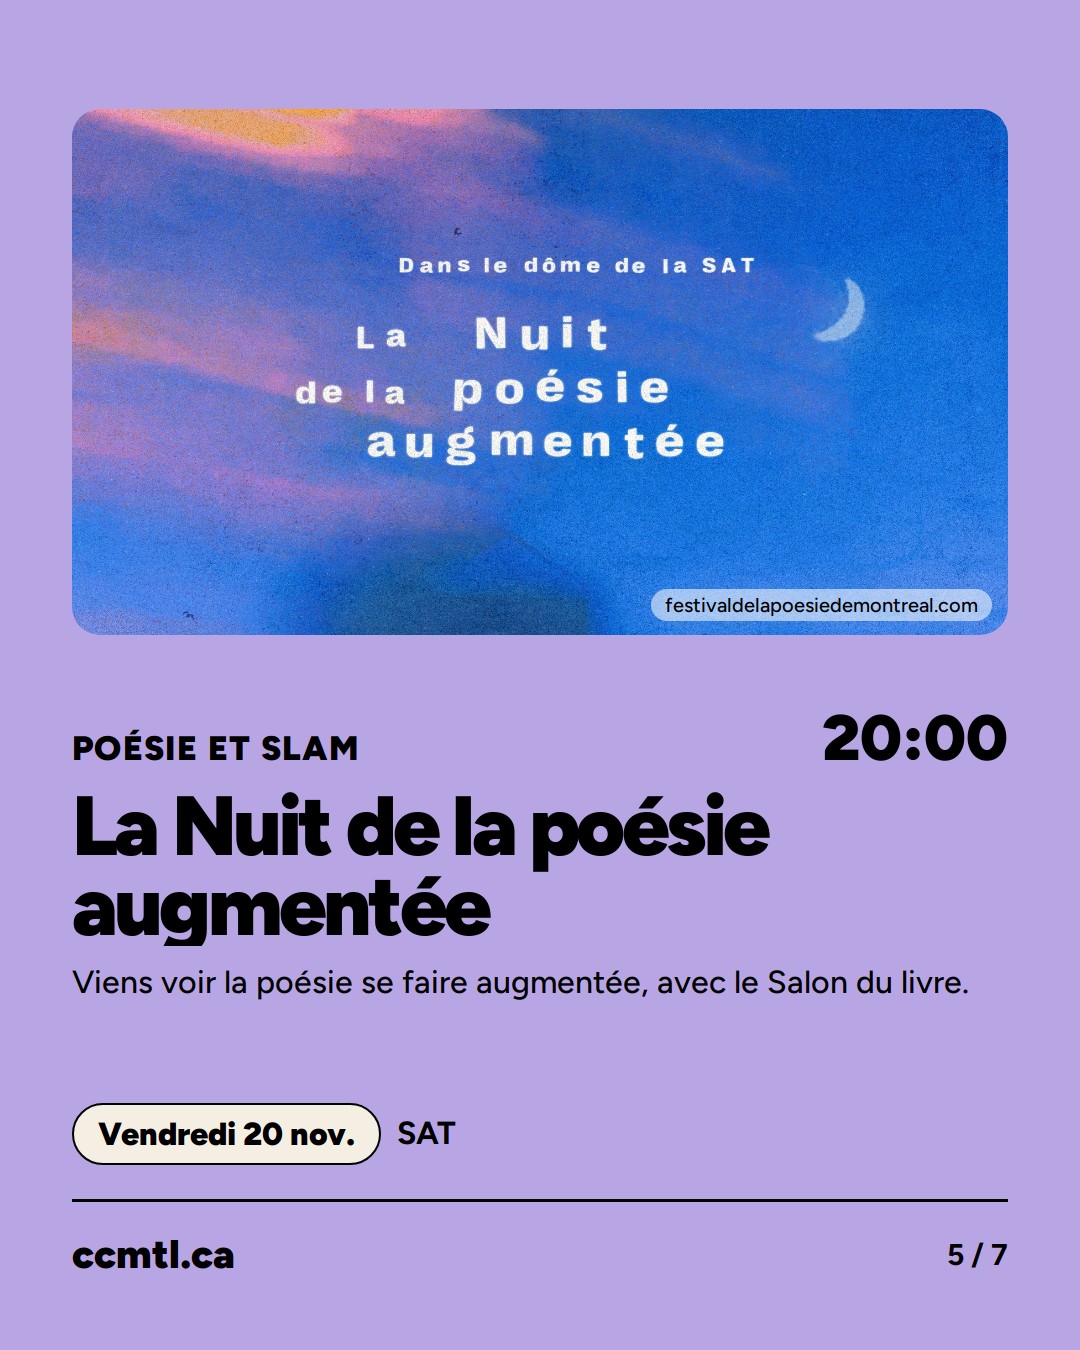 Dans le dôme de la SAT
La Nuit
de la poésie
augmentée
festivaldelapoesiedemontreal.com
POÉSIE ET SLAM
20:00
La Nuit de la poésie
augmentée
Viens voir la poésie se faire augmentée, avec le Salon du livre.
Vendredi 20 nov. SAT
ccmtl.ca
5 / 7